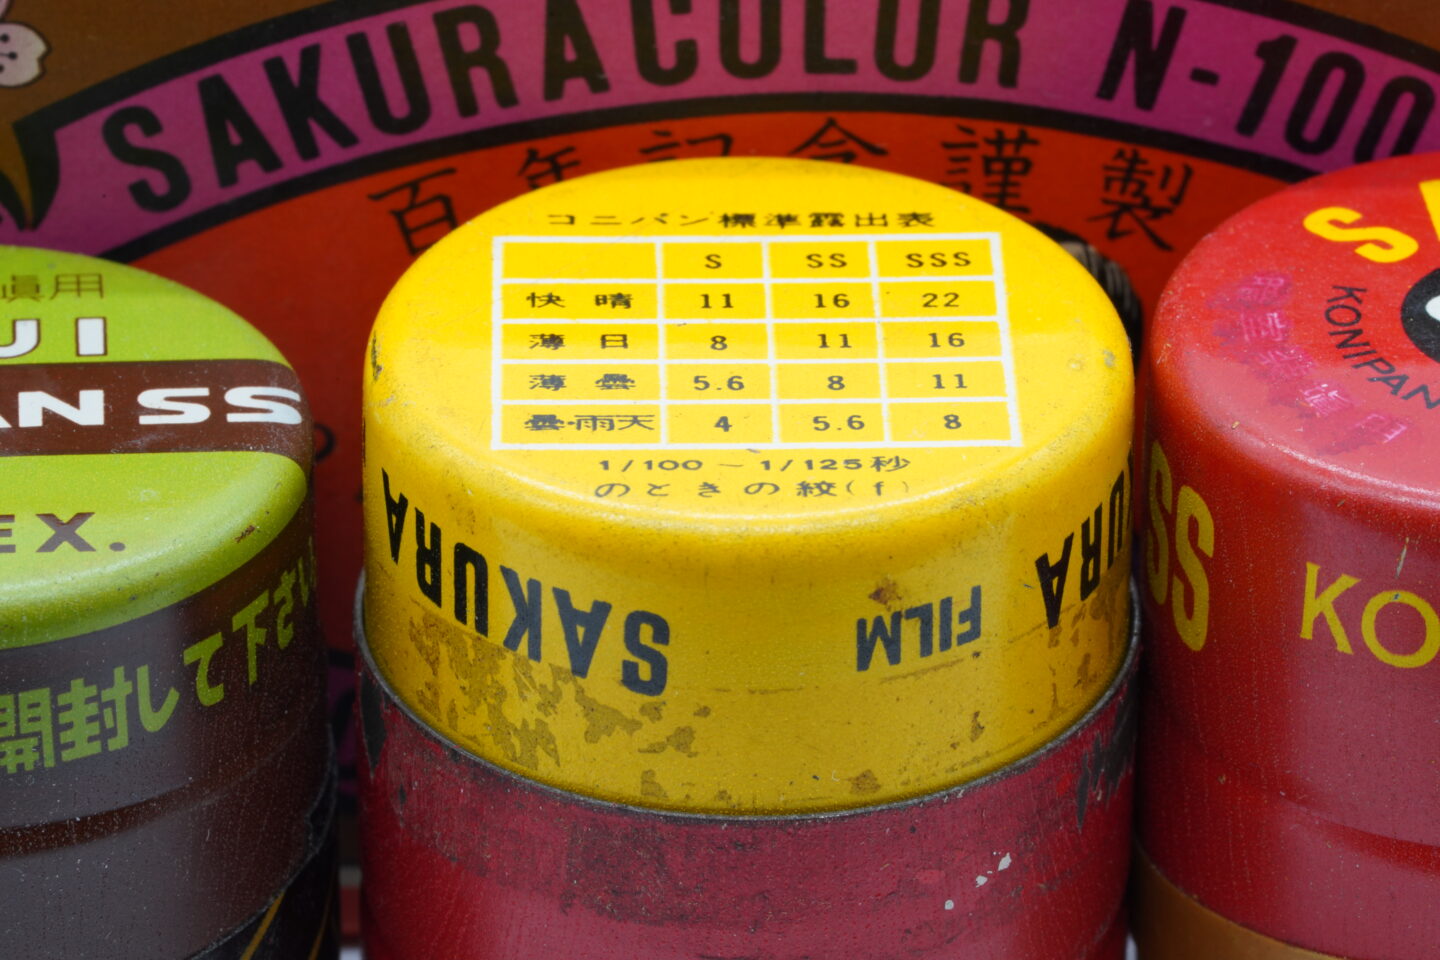 SAKURACOLOR N-100
百年記念謹製
コニパン標準露出表
S SS SSS
快晴 11 16 22
薄日 8 11 16
薄曇 5.6 8 11
曇・雨天 4 5.6 8
1/100～1/125秒
のときの絞(f)
SAKURA
FILM
URA
UI
AN SS
EX.
開封して下さい
S
KONIPAN
SS
KO